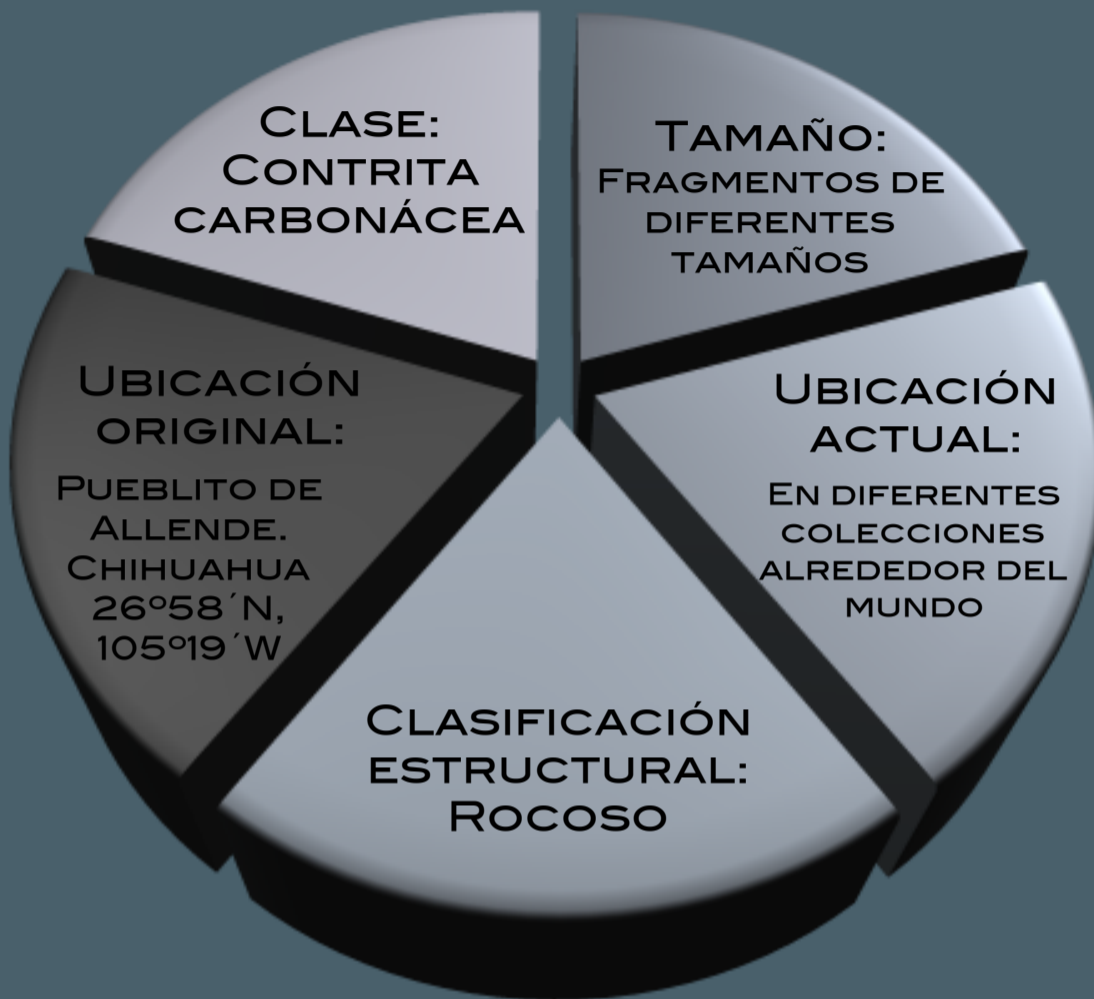 Clase:
Contrita
carbonácea
Tamaño:
Fragmentos de
diferentes
tamaños
Ubicación
original:
Pueblito de
Allende.
Chihuahua
26º58´N,
105º19´W
Ubicación
actual:
En diferentes
colecciones
alrededor del
mundo
Clasificación
estructural:
Rocoso